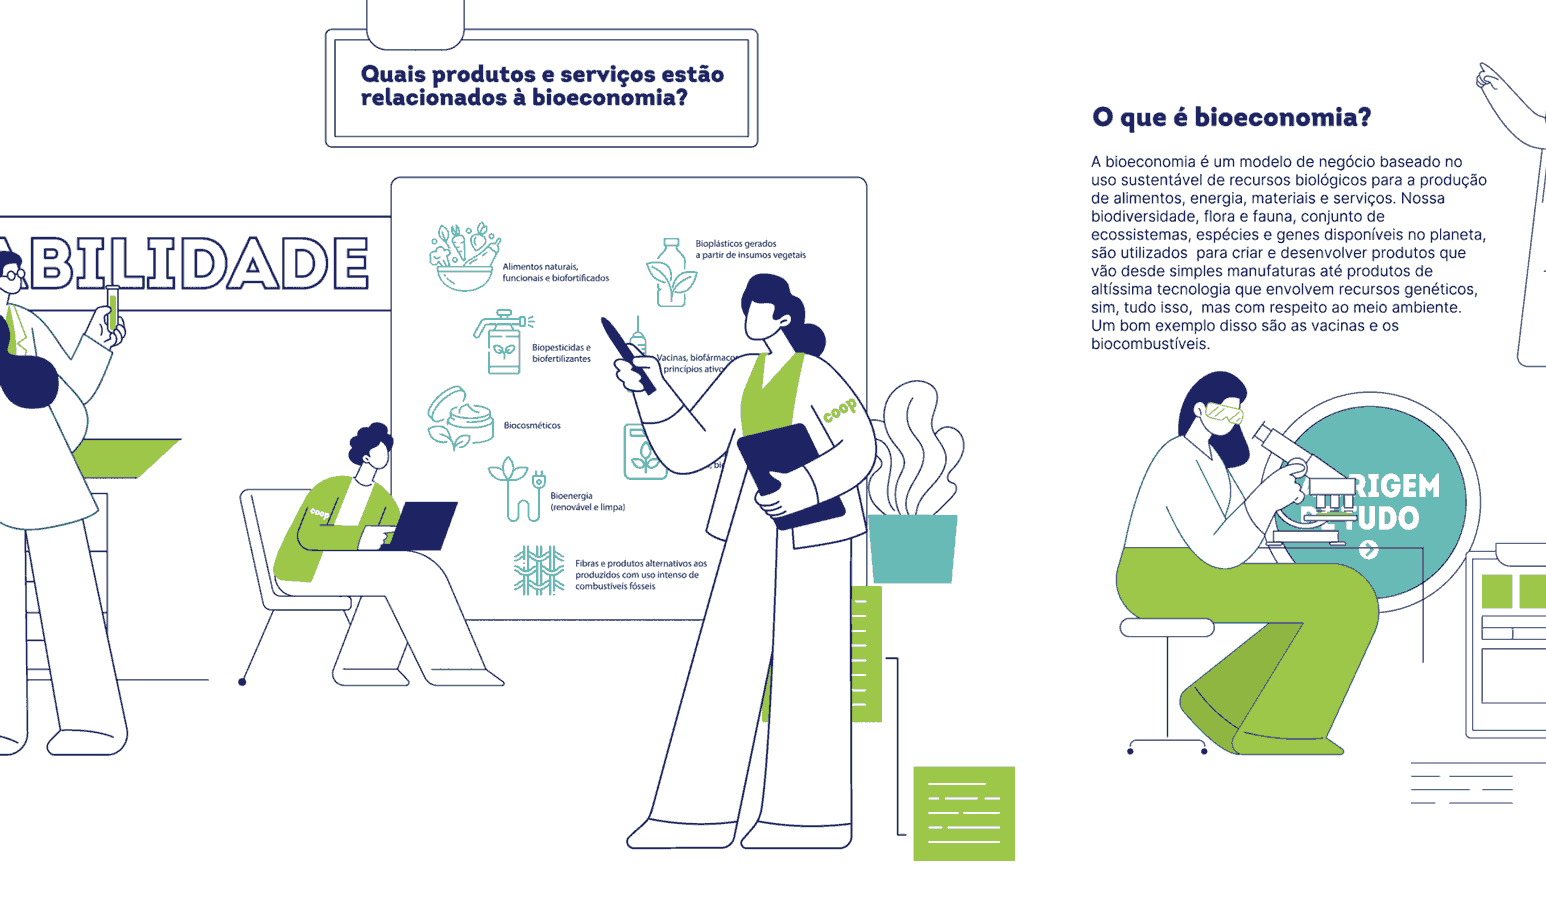 Quais produtos e serviços estão
relacionados à bioeconomia?
ABILIDADE
Alimentos naturais,
funcionais e biofortificados
Bioplásticos gerados
a partir de insumos vegetais
Biopesticidas e
biofertilizantes
Vacinas, biofármacos
princípios ativos
Biocosméticos
Bioenergia
(renovável e limpa)
Fibras e produtos alternativos aos
produzidos com uso intenso de
combustíveis fósseis
coop
coop
O que é bioeconomia?
A bioeconomia é um modelo de negócio baseado no
uso sustentável de recursos biológicos para a produção
de alimentos, energia, materiais e serviços. Nossa
biodiversidade, flora e fauna, conjunto de
ecossistemas, espécies e genes disponíveis no planeta,
são utilizados  para criar e desenvolver produtos que
vão desde simples manufaturas até produtos de
altíssima tecnologia que envolvem recursos genéticos,
sim, tudo isso,  mas com respeito ao meio ambiente.
Um bom exemplo disso são as vacinas e os
biocombustíveis.
RIGEM
DE TUDO